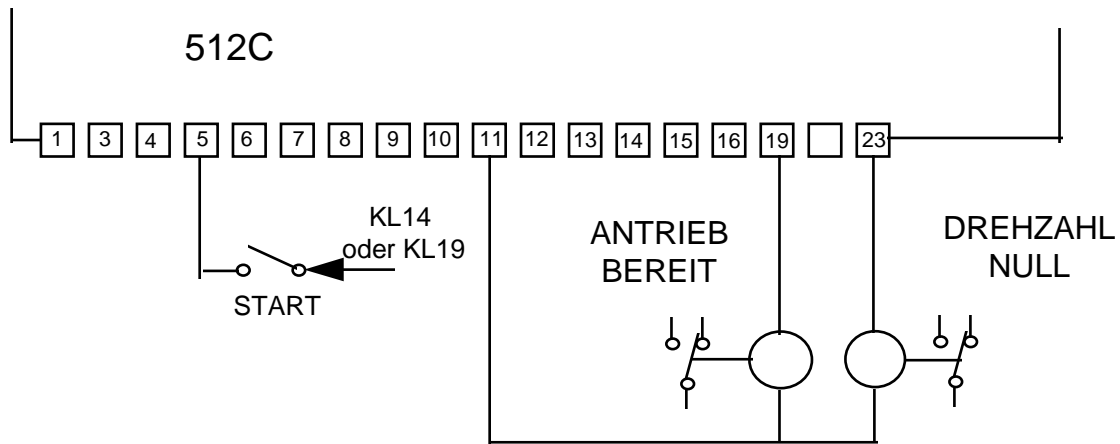 512C
1 3 4 5 6 7 8 9 10 11 12 13 14 15 16 19 23
KL14
oder KL19
START
ANTRIEB
BEREIT
DREHZAHL
NULL